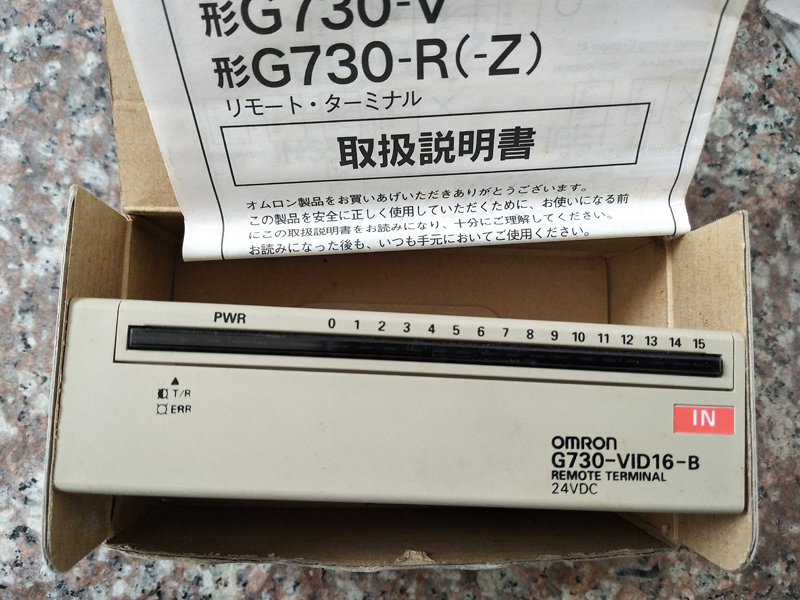 形G730-V
形G730-R(-Z)
リモート・ターミナル
取扱説明書
オムロン製品をお買いあげいただきありがとうございます。
この製品を安全に正しく使用していただくために、お使いになる前
にこの取扱説明書をお読みになり、十分にご理解してください。
お読みになった後も、いつも手元においてご使用ください。
PWR 0 1 2 3 4 5 6 7 8 9 10 11 12 13 14 15
T/R
ERR
IN
OMRON
G730-VID16-B
REMOTE TERMINAL
24VDC